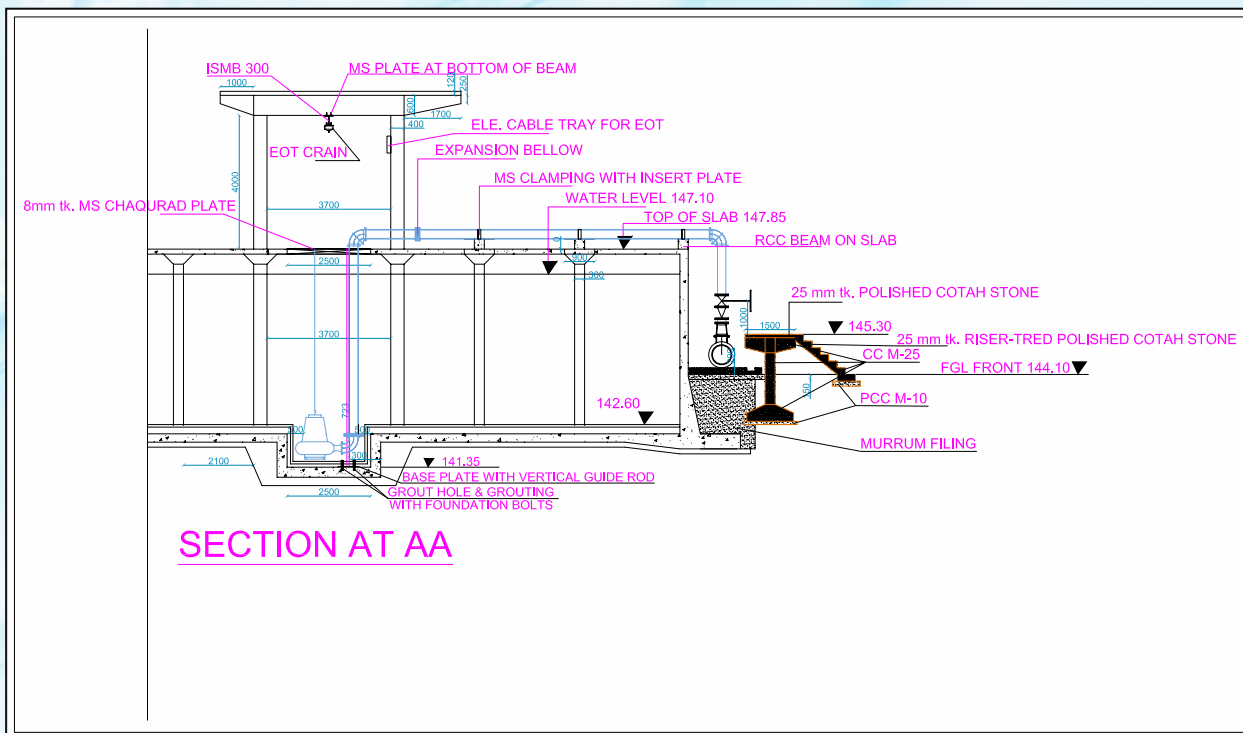 ISMB 300
MS PLATE AT BOTTOM OF BEAM
1000
120
250
600
1700
400
ELE. CABLE TRAY FOR EOT
EOT CRAIN
EXPANSION BELLOW
4000
MS CLAMPING WITH INSERT PLATE
WATER LEVEL 147.10
8mm tk. MS CHAQURAD PLATE
3700
TOP OF SLAB 147.85
RCC BEAM ON SLAB
2500
900
300
25 mm tk. POLISHED COTAH STONE
1000
1500
145.30
3700
25 mm tk. RISER-TRED POLISHED COTAH STONE
CC M-25
FGL FRONT 144.10
142.60
723
PCC M-10
MURRUM FILING
300
2100
141.35
BASE PLATE WITH VERTICAL GUIDE ROD
2500
GROUT HOLE & GROUTING
WITH FOUNDATION BOLTS
SECTION AT AA